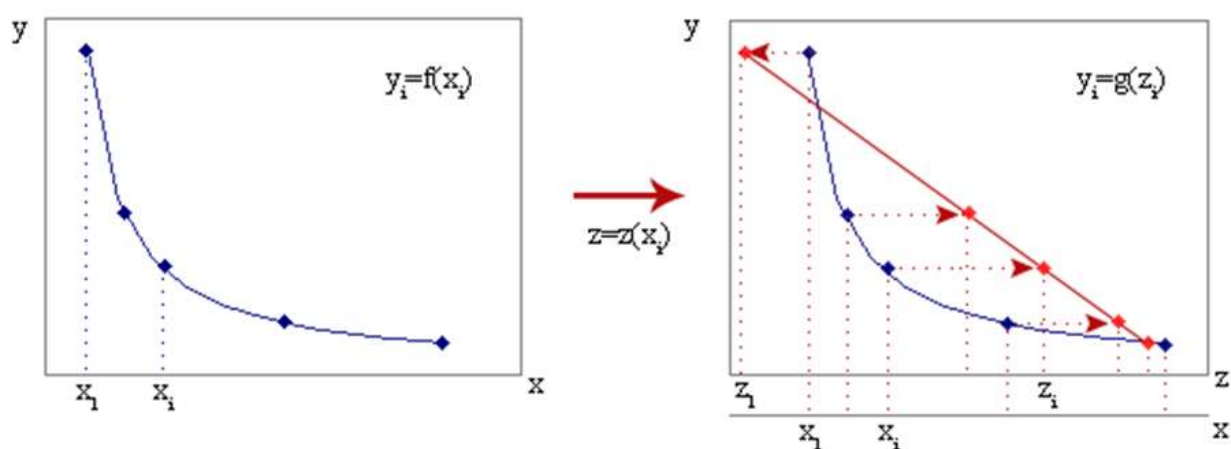 y
yᵢ=f(xᵢ)
x
x₁
xᵢ
z=z(xᵢ)
y
yᵢ=g(zᵢ)
z₁
zᵢ
z
x₁
xᵢ
x